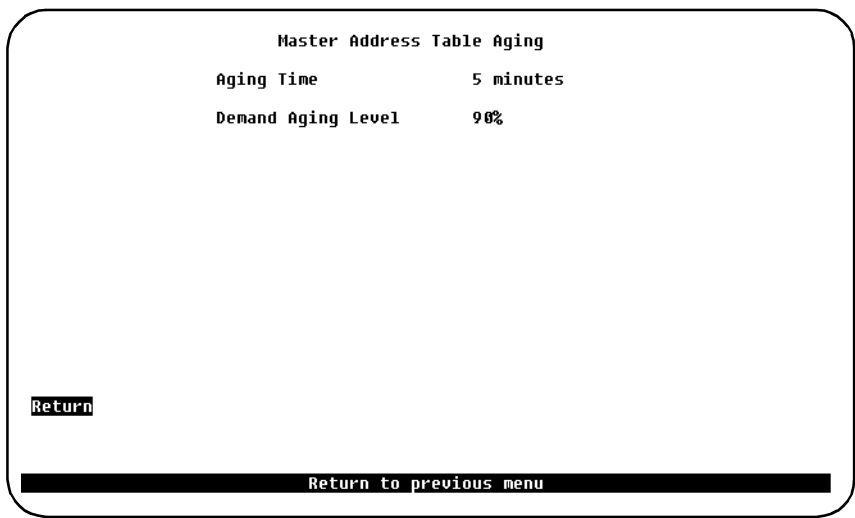 Master Address Table Aging
Aging Time 5 minutes
Demand Aging Level 90%
Return
Return to previous menu